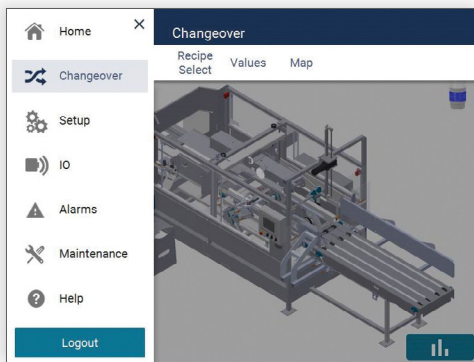 Home
Changeover
Setup
IO
Alarms
Maintenance
Help
Logout
Changeover
Recipe
Select
Values
Map